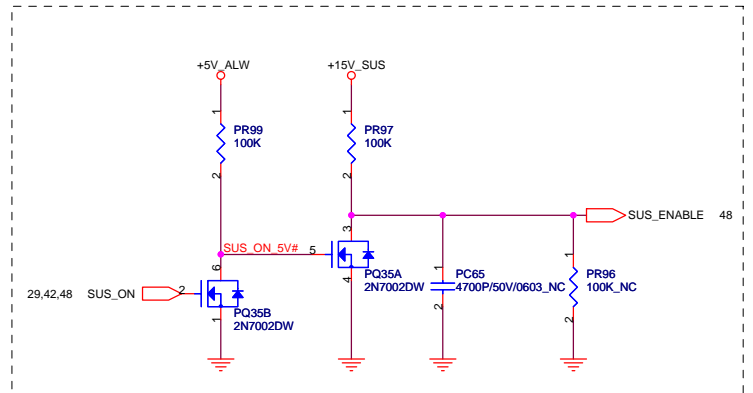 +5V_ALW
+15V_SUS
1
1
PR99
100K
PR97
100K
2
2
SUS_ENABLE 48
3
SUS_ON_5V#
5
1
1
6
PQ35A
2N7002DW
PC65
4700P/50V/0603_NC
PR96
100K_NC
4
29,42,48 SUS_ON
2
2
2
1
PQ35B
2N7002DW